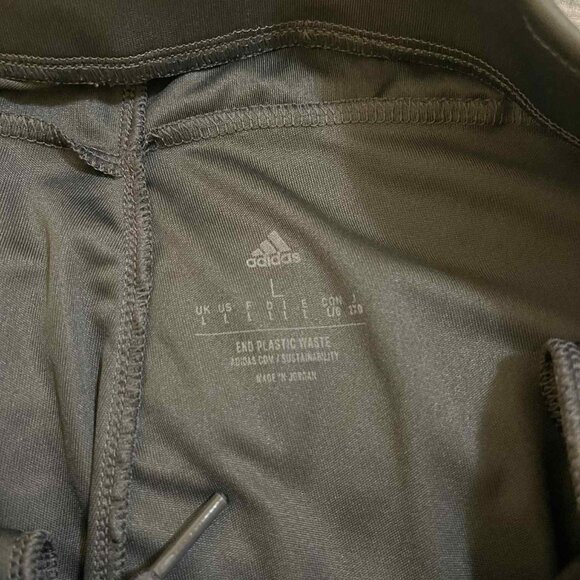 adidas
L
UK US F D I E CON J
L L L L L L L/G
END PLASTIC WASTE
ADIDAS.COM / SUSTAINABILITY
MADE IN JORDAN